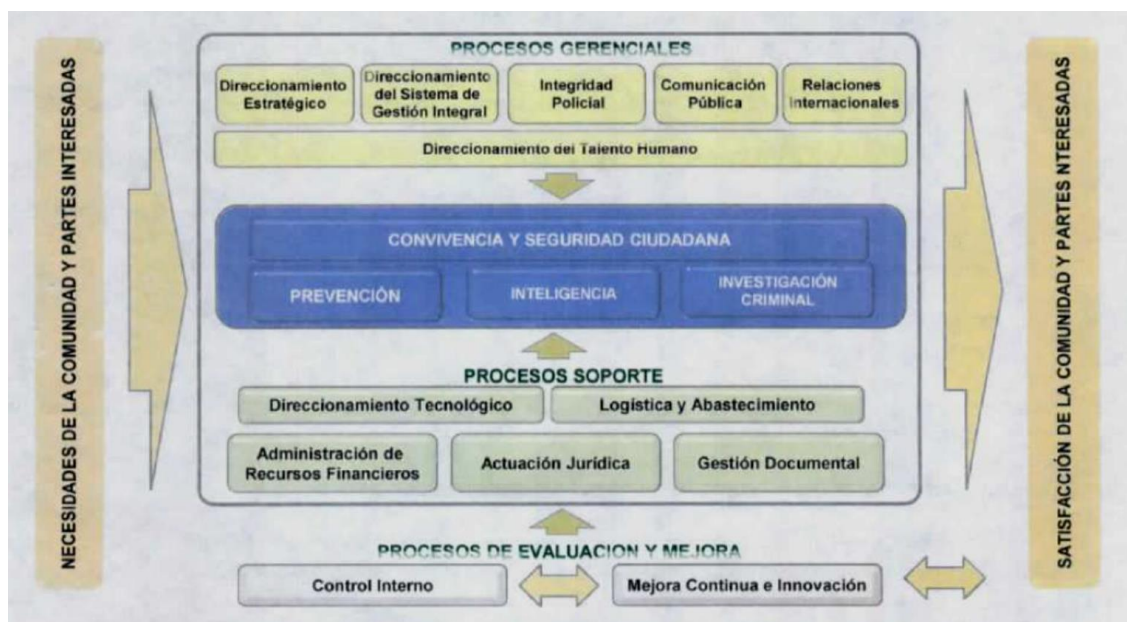 NECESIDADES DE LA COMUNIDAD Y PARTES INTERESADAS
PROCESOS GERENCIALES
Direccionamiento
Estratégico
Direccionamiento
del Sistema de
Gestión Integral
Integridad
Policial
Comunicación
Pública
Relaciones
Internacionales
Direccionamiento del Talento Humano
CONVIVENCIA Y SEGURIDAD CIUDADANA
PREVENCIÓN
INTELIGENCIA
INVESTIGACIÓN
CRIMINAL
PROCESOS SOPORTE
Direccionamiento Tecnológico
Logística y Abastecimiento
Administración de
Recursos Financieros
Actuación Jurídica
Gestión Documental
PROCESOS DE EVALUACION Y MEJORA
Control Interno
Mejora Continua e Innovación
SATISFACCIÓN DE LA COMUNIDAD Y PARTES NTERESADAS